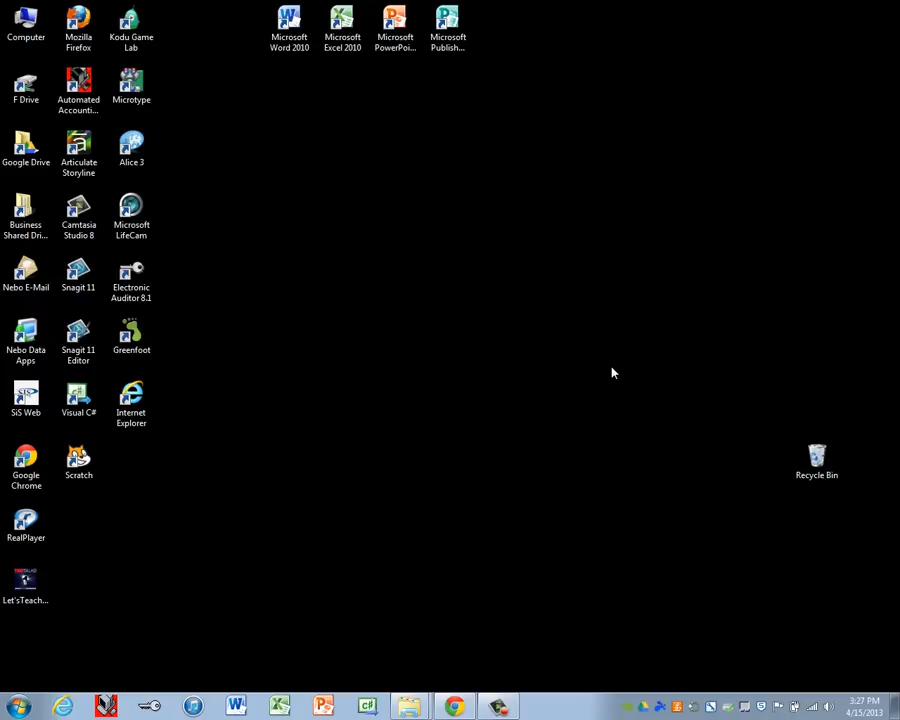 Computer
Mozilla
Firefox
Kodu Game
Lab
Microsoft
Word 2010
Microsoft
Excel 2010
Microsoft
PowerPoi...
Microsoft
Publish...
F Drive
Automated
Accounti...
Microtype
Google Drive
Articulate
Storyline
Alice 3
Business
Shared Dri...
Camtasia
Studio 8
Microsoft
LifeCam
Nebo E-Mail
Snagit 11
Electronic
Auditor 8.1
Nebo Data
Apps
Snagit 11
Editor
Greenfoot
SiS Web
Visual C#
Internet
Explorer
Google
Chrome
Scratch
Recycle Bin
RealPlayer
Let'sTeach...
3:27 PM
4/15/2013